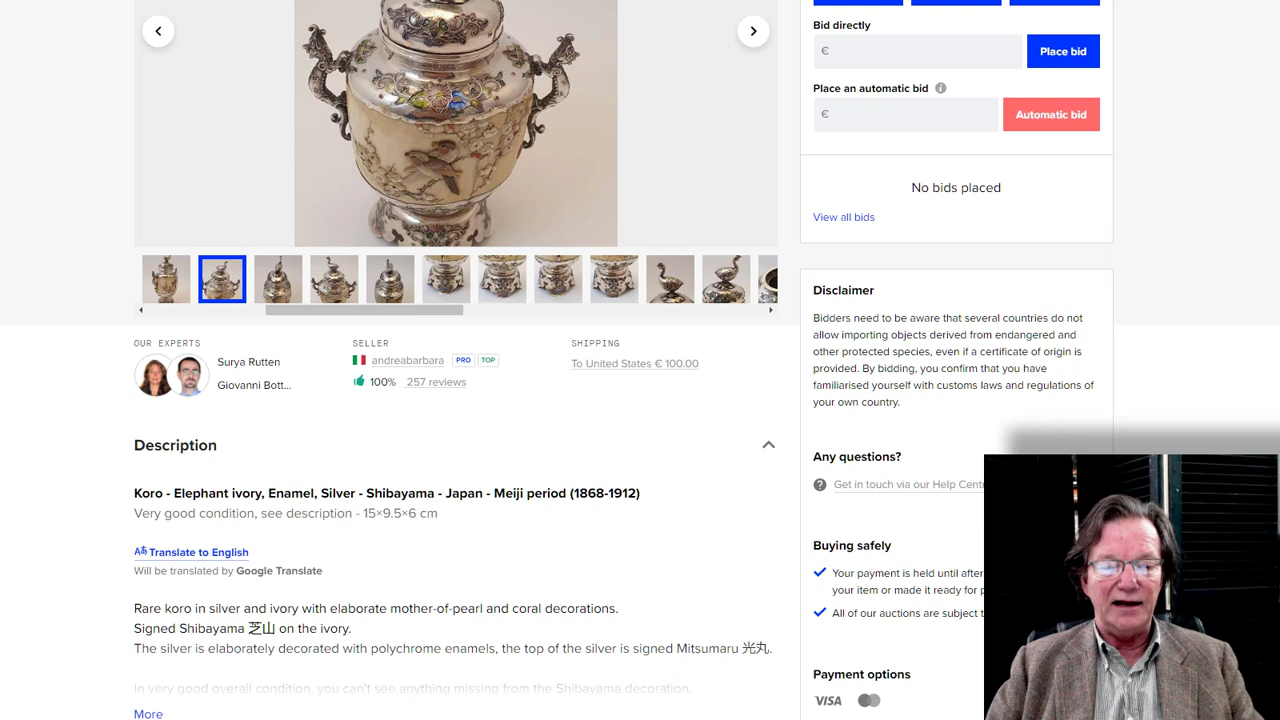 Bid directly
€
Place bid
Place an automatic bid
€
Automatic bid
No bids placed
View all bids
OUR EXPERTS
Surya Rutten
Giovanni Bott...
SELLER
andreabarbara PRO TOP
100% 257 reviews
SHIPPING
To United States € 100.00
Description
Koro - Elephant ivory, Enamel, Silver - Shibayama - Japan - Meiji period (1868-1912)
Very good condition, see description - 15×9.5×6 cm
Translate to English
Will be translated by Google Translate
Rare koro in silver and ivory with elaborate mother-of-pearl and coral decorations.
Signed Shibayama 芝山 on the ivory.
The silver is elaborately decorated with polychrome enamels, the top of the silver is signed Mitsumaru 光丸.
In very good overall condition, you can't see anything missing from the Shibayama decoration.
More
Disclaimer
Bidders need to be aware that several countries do not
allow importing objects derived from endangered and
other protected species, even if a certificate of origin is
provided. By bidding, you confirm that you have
familiarised yourself with customs laws and regulations of
your own country.
Any questions?
Get in touch via our Help Cent
Buying safely
Your payment is held until after
your item or made it ready for p
All of our auctions are subject t
Payment options
VISA